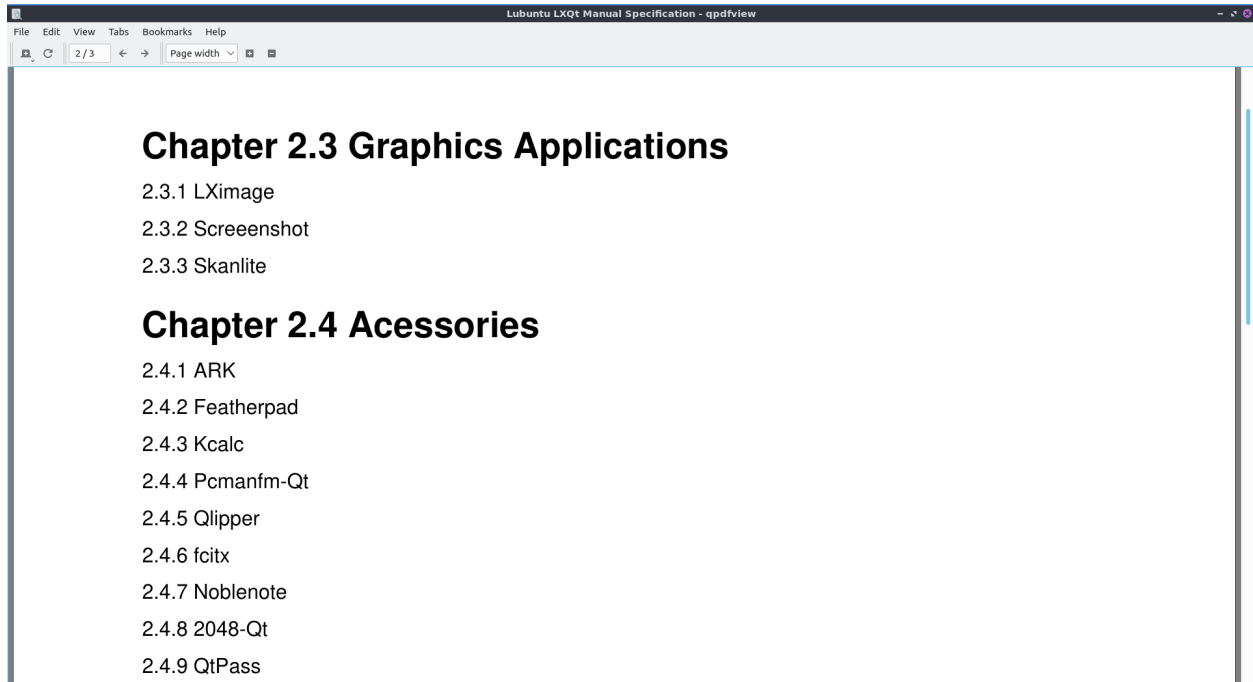 Lubuntu LXQt Manual Specification - qpdfview
File Edit View Tabs Bookmarks Help
2 / 3 Page width
Chapter 2.3 Graphics Applications
2.3.1 LXimage
2.3.2 Screeenshot
2.3.3 Skanlite
Chapter 2.4 Acessories
2.4.1 ARK
2.4.2 Featherpad
2.4.3 Kcalc
2.4.4 Pcmanfm-Qt
2.4.5 Qlipper
2.4.6 fcitx
2.4.7 Noblenote
2.4.8 2048-Qt
2.4.9 QtPass